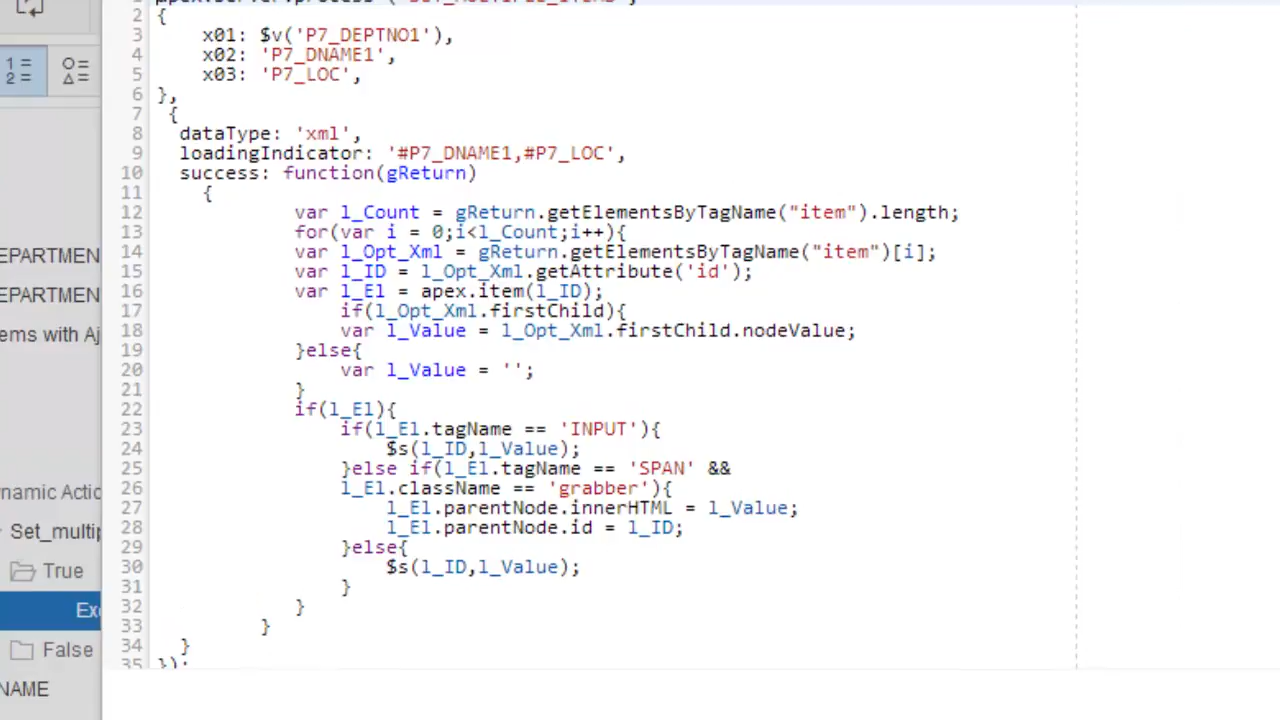 2
{
3 x01: $v('P7_DEPTNO1'),
4 x02: 'P7_DNAME1',
5 x03: 'P7_LOC',
6 },
7 {
8 dataType: 'xml',
9 loadingIndicator: '#P7_DNAME1,#P7_LOC',
10 success: function(gReturn)
11 {
12 var l_Count = gReturn.getElementsByTagName("item").length;
13 for(var i = 0;i<l_Count;i++){
14 var l_Opt_Xml = gReturn.getElementsByTagName("item")[i];
15 var l_ID = l_Opt_Xml.getAttribute('id');
16 var l_El = apex.item(l_ID);
17 if(l_Opt_Xml.firstChild){
18 var l_Value = l_Opt_Xml.firstChild.nodeValue;
19 }else{
20 var l_Value = '';
21 }
22 if(l_El){
23 if(l_El.tagName == 'INPUT'){
24 $s(l_ID,l_Value);
25 }else if(l_El.tagName == 'SPAN' &&
26 l_El.className == 'grabber'){
27 l_El.parentNode.innerHTML = l_Value;
28 l_El.parentNode.id = l_ID;
29 }else{
30 $s(l_ID,l_Value);
31 }
32 }
33 }
34 }
35 });
EPARTMEN
EPARTMEN
ems with Aj
ynamic Actio
Set_multip
True
Exe
False
NAME